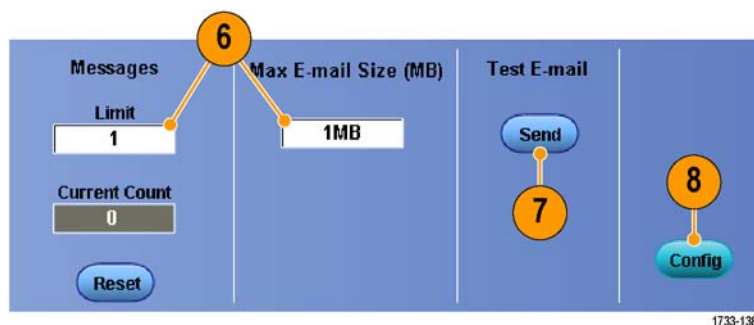 6
Messages
Max E-mail Size (MB)
Test E-mail
Limit
1
1MB
Send
8
Current Count
0
7
Config
Reset